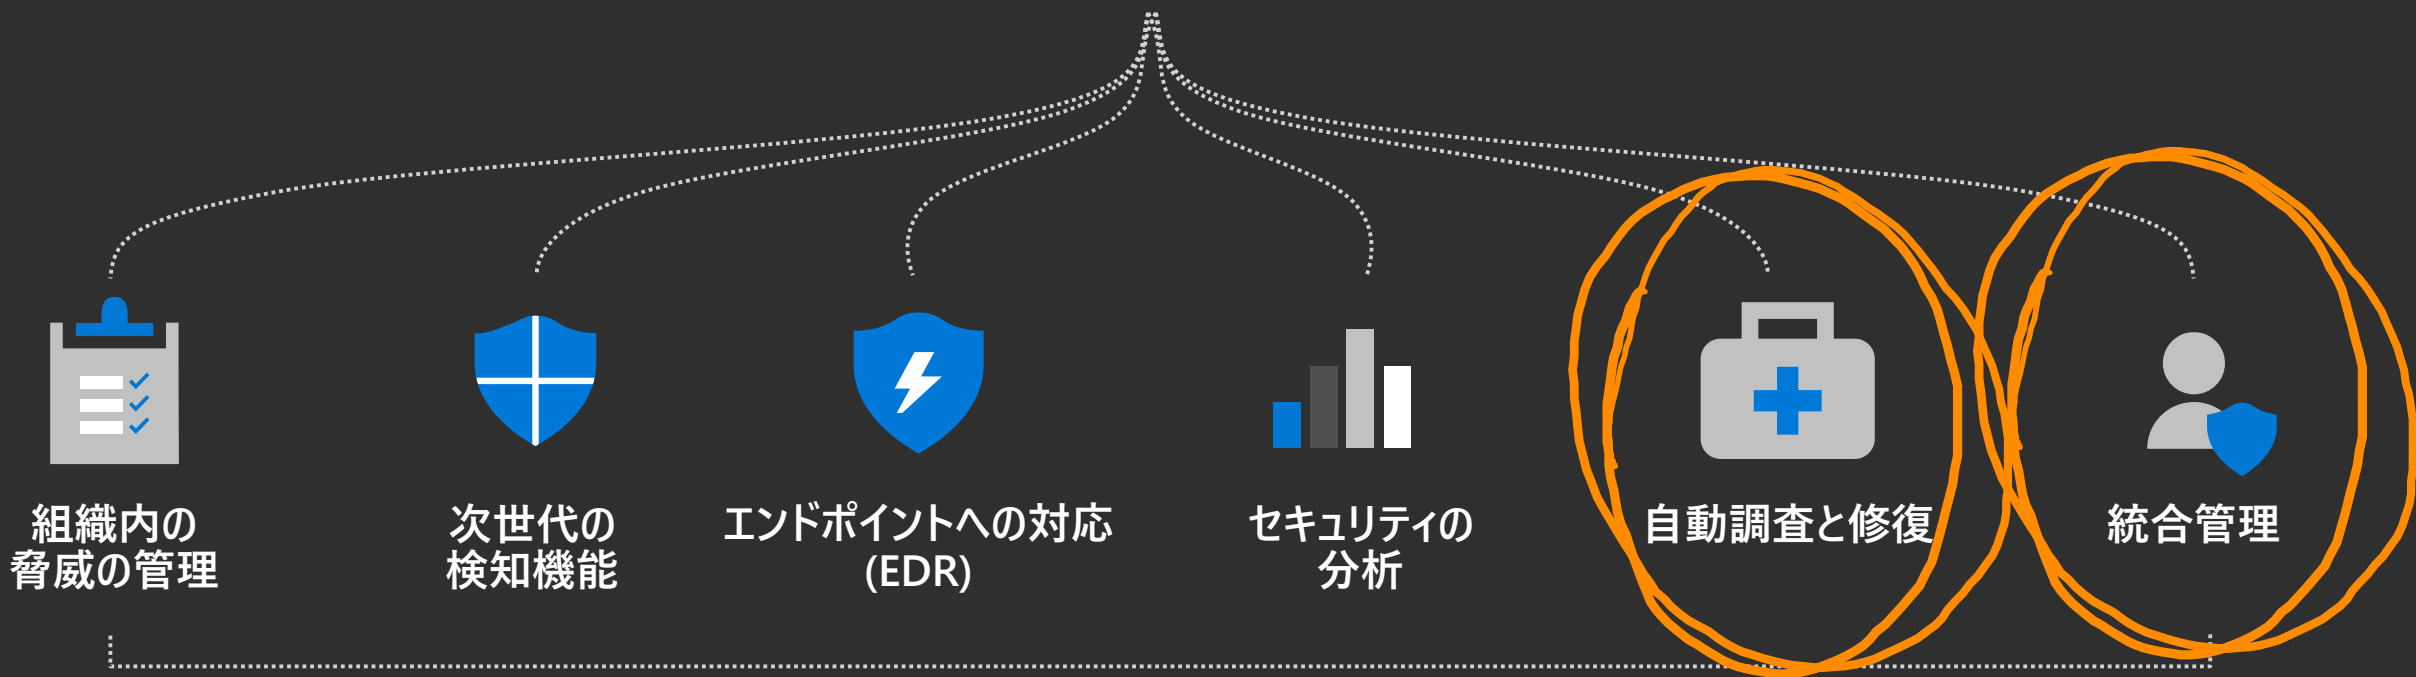 組織内の
脅威の管理
次世代の
検知機能
エンドポイントへの対応
(EDR)
セキュリティの
分析
自動調査と修復
統合管理